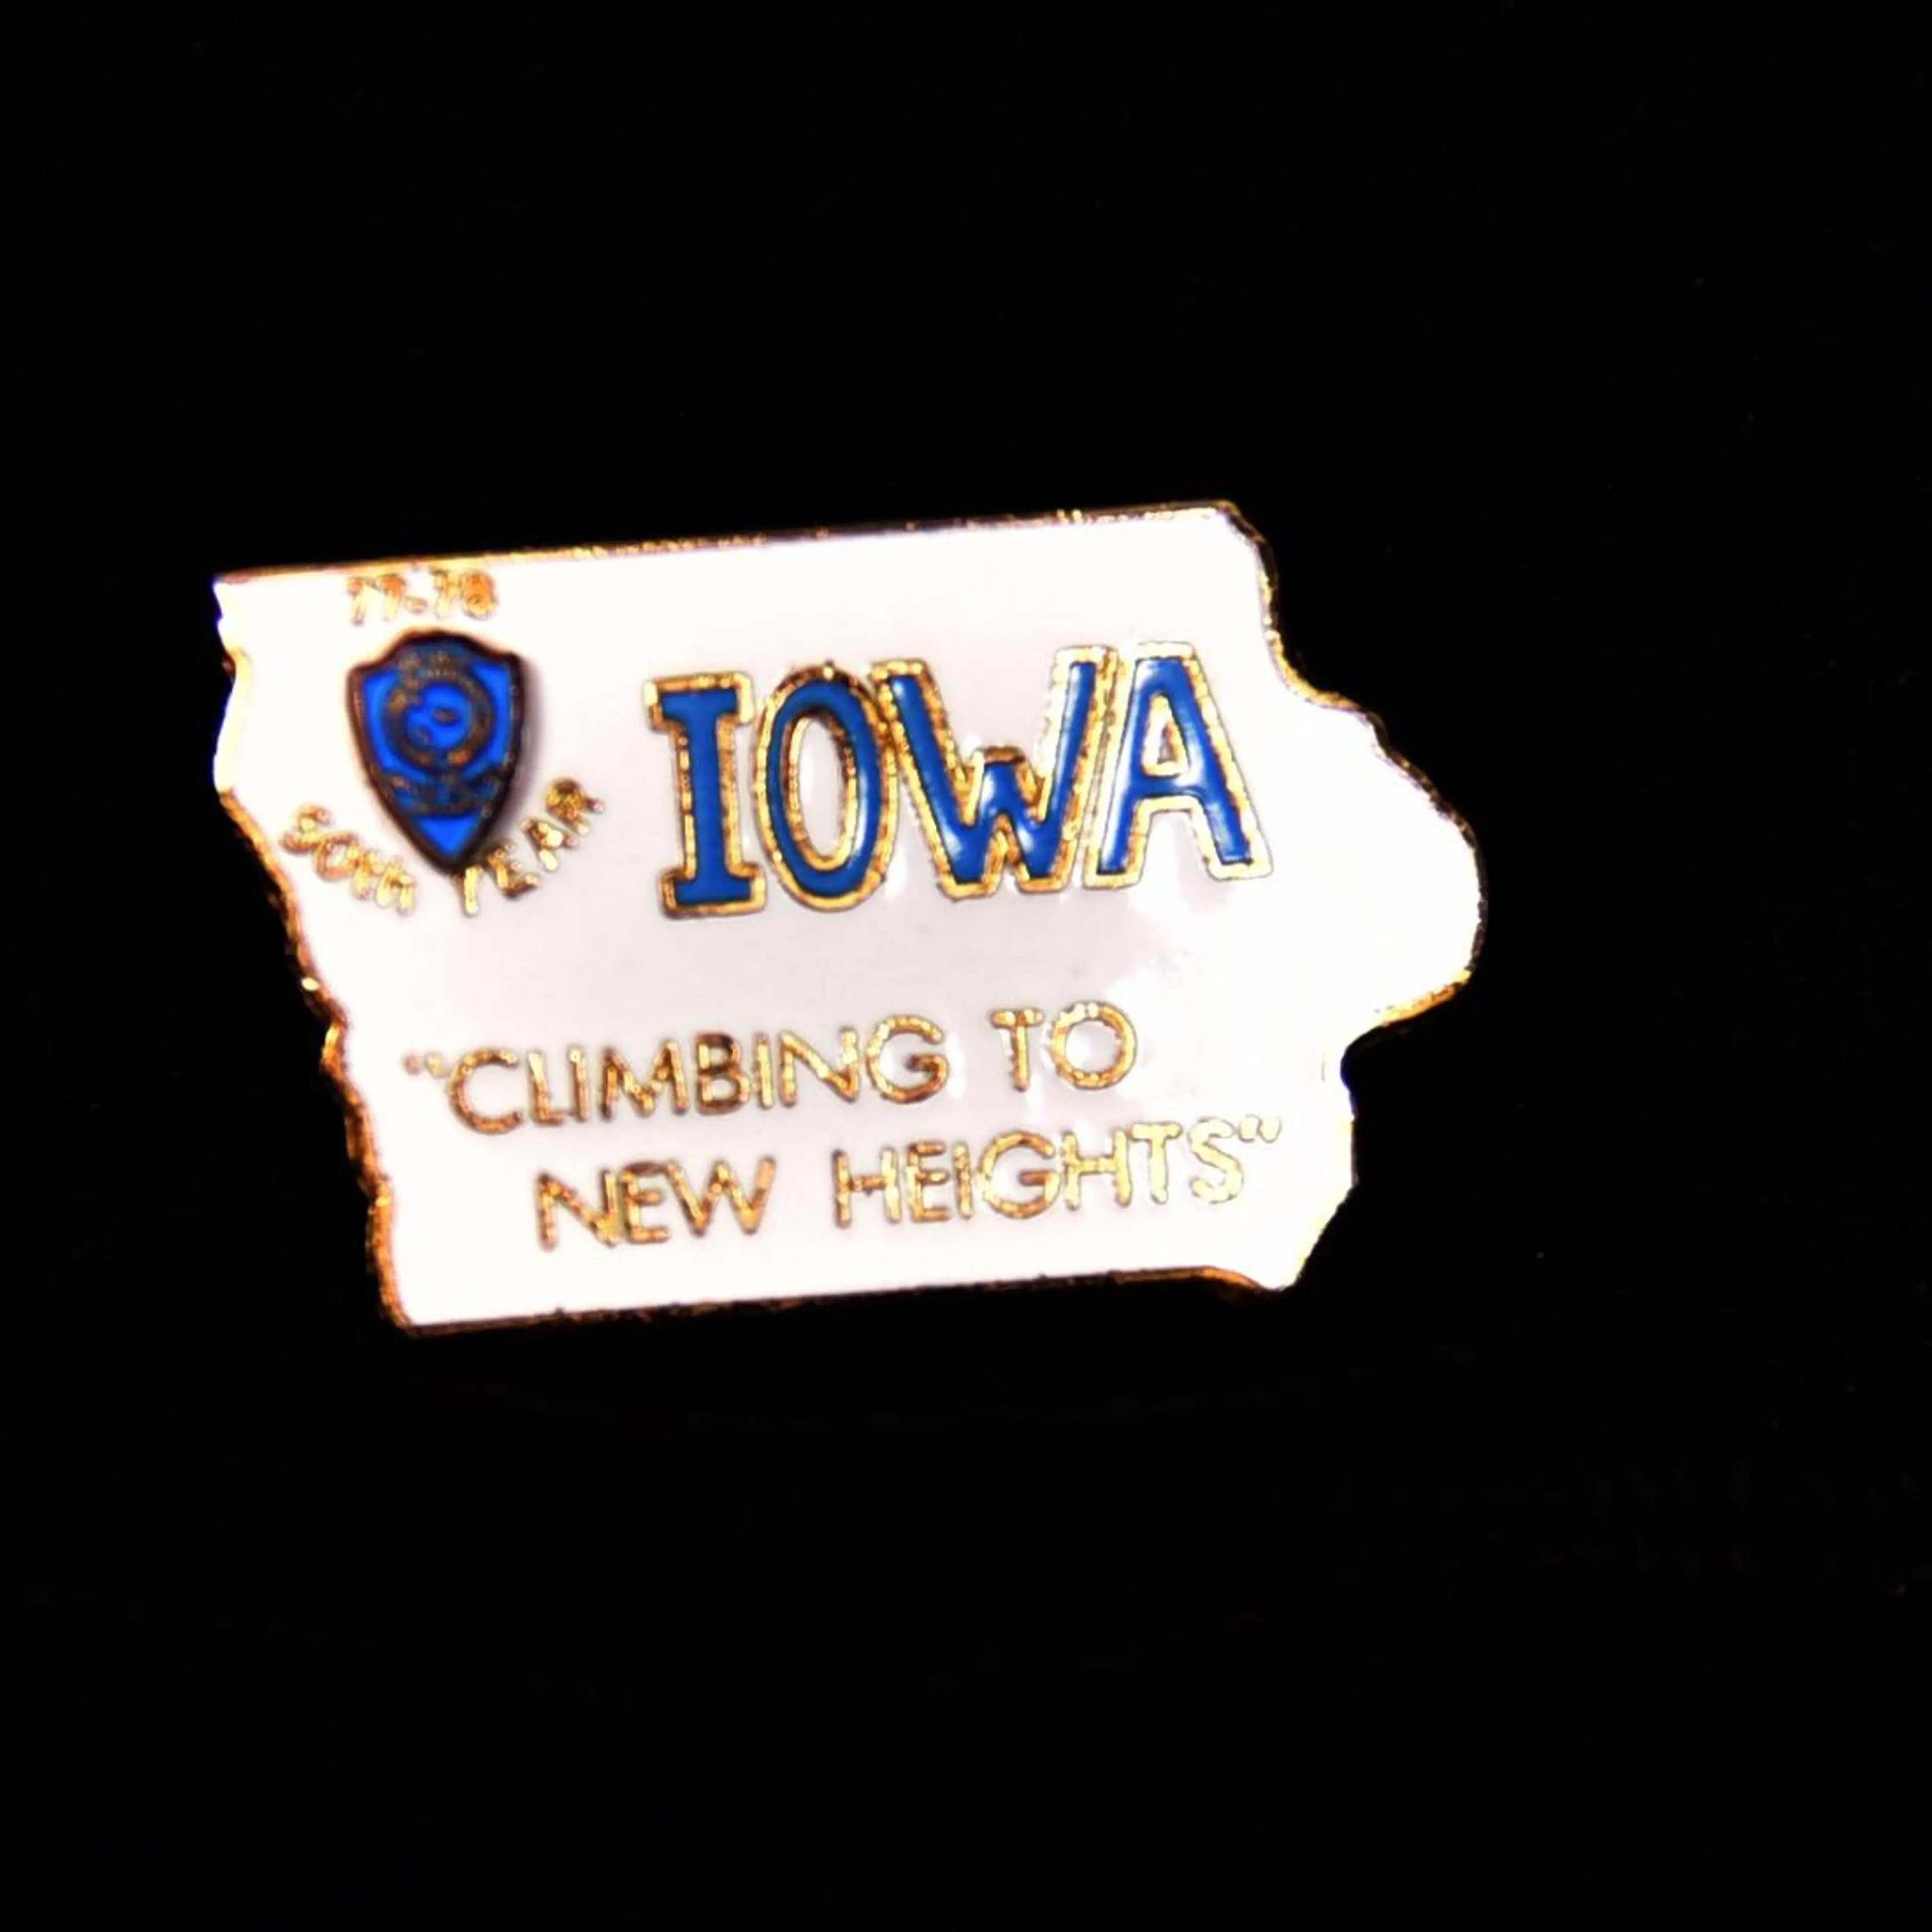 77-78
50th YEAR
IOWA
"CLIMBING TO
NEW HEIGHTS"